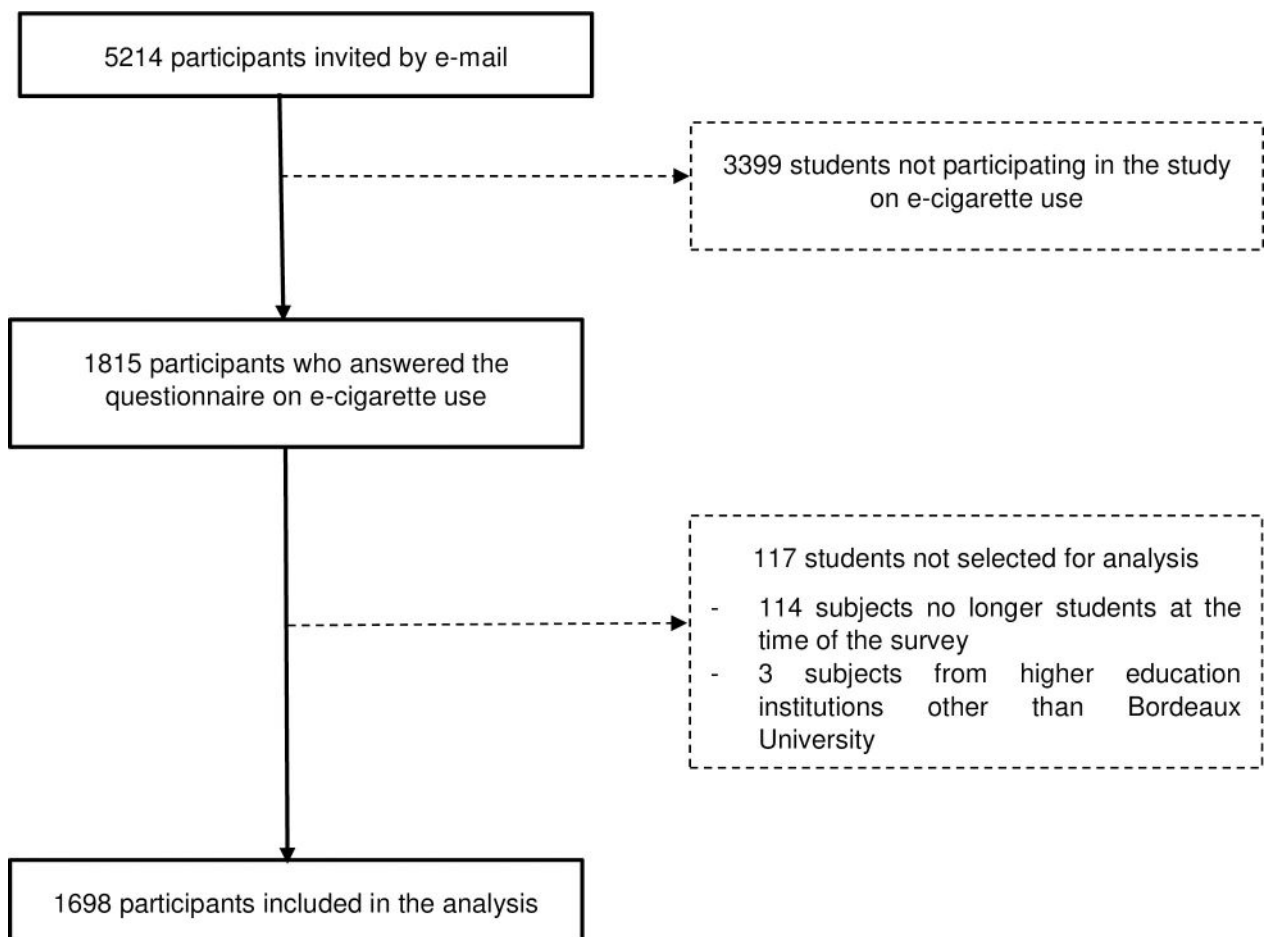 5214 participants invited by e-mail
3399 students not participating in the study
on e-cigarette use
1815 participants who answered the
questionnaire on e-cigarette use
117 students not selected for analysis
- 114 subjects no longer students at the
time of the survey
- 3 subjects from higher education
institutions other than Bordeaux
University
1698 participants included in the analysis